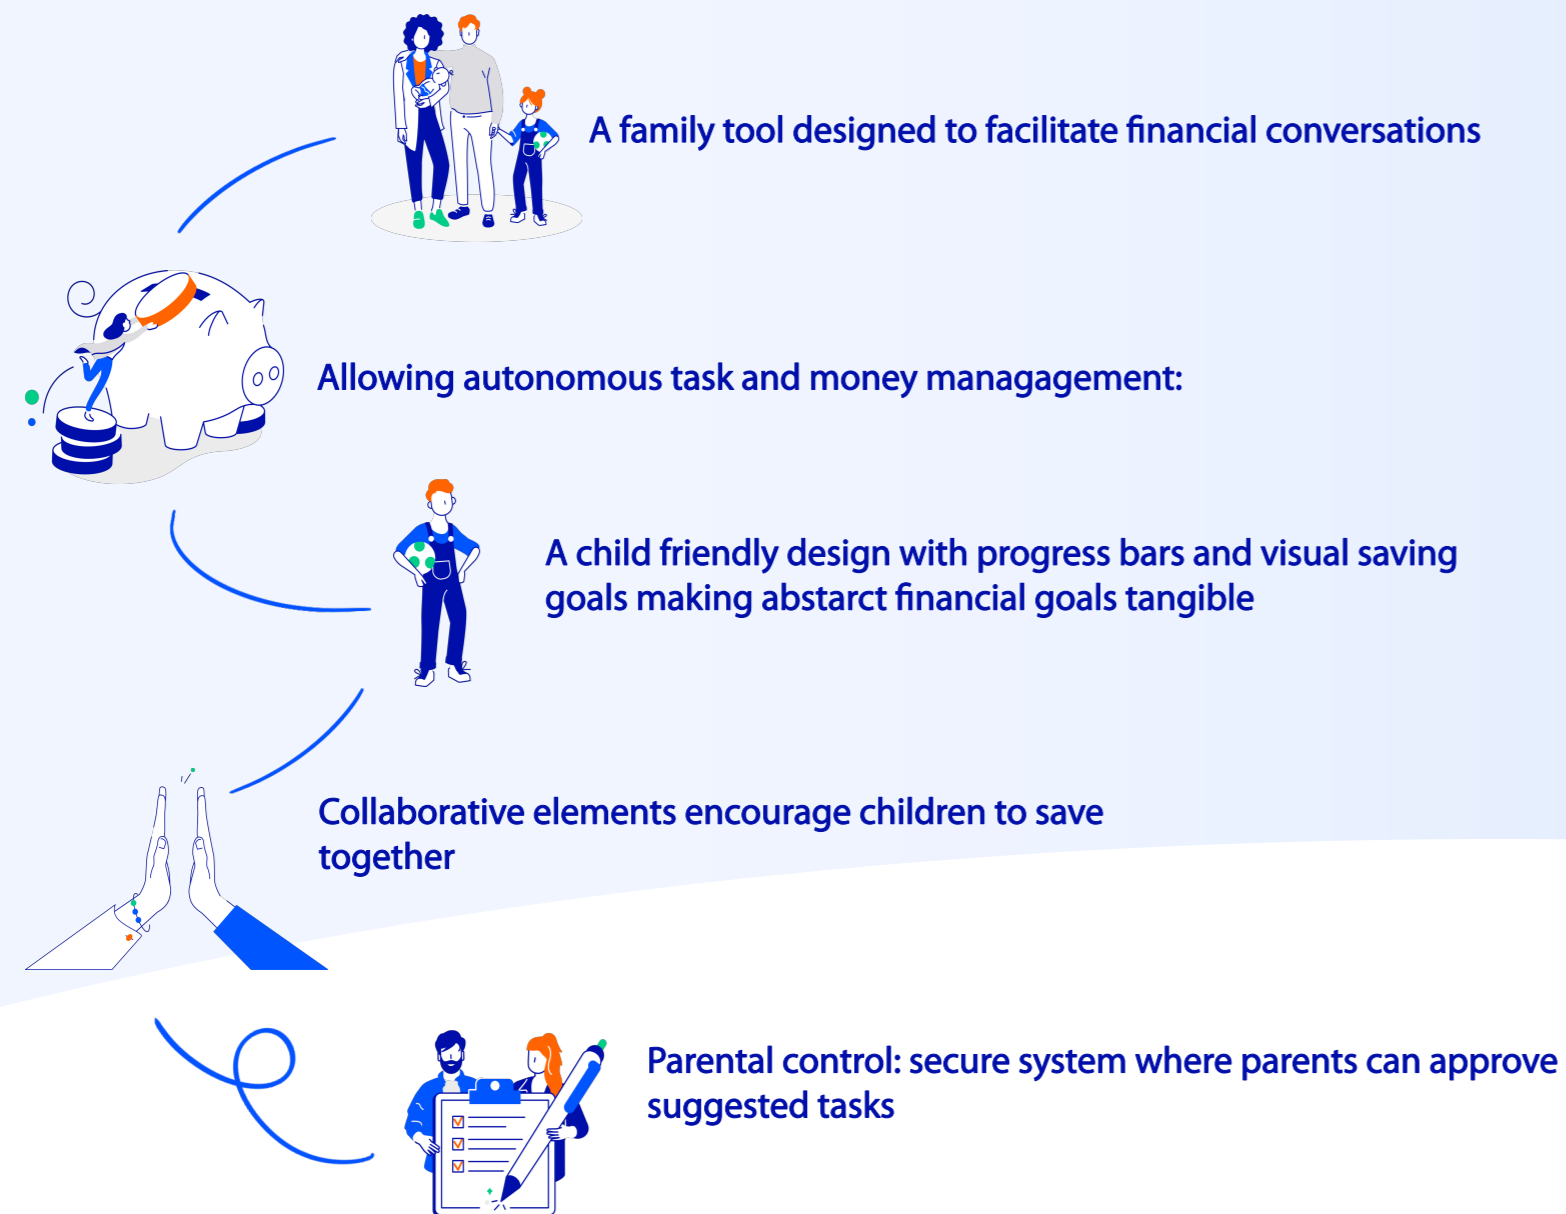 A family tool designed to facilitate financial conversations
Allowing autonomous task and money managagement:
A child friendly design with progress bars and visual saving
goals making abstarct financial goals tangible
Collaborative elements encourage children to save
together
Parental control: secure system where parents can approve
suggested tasks